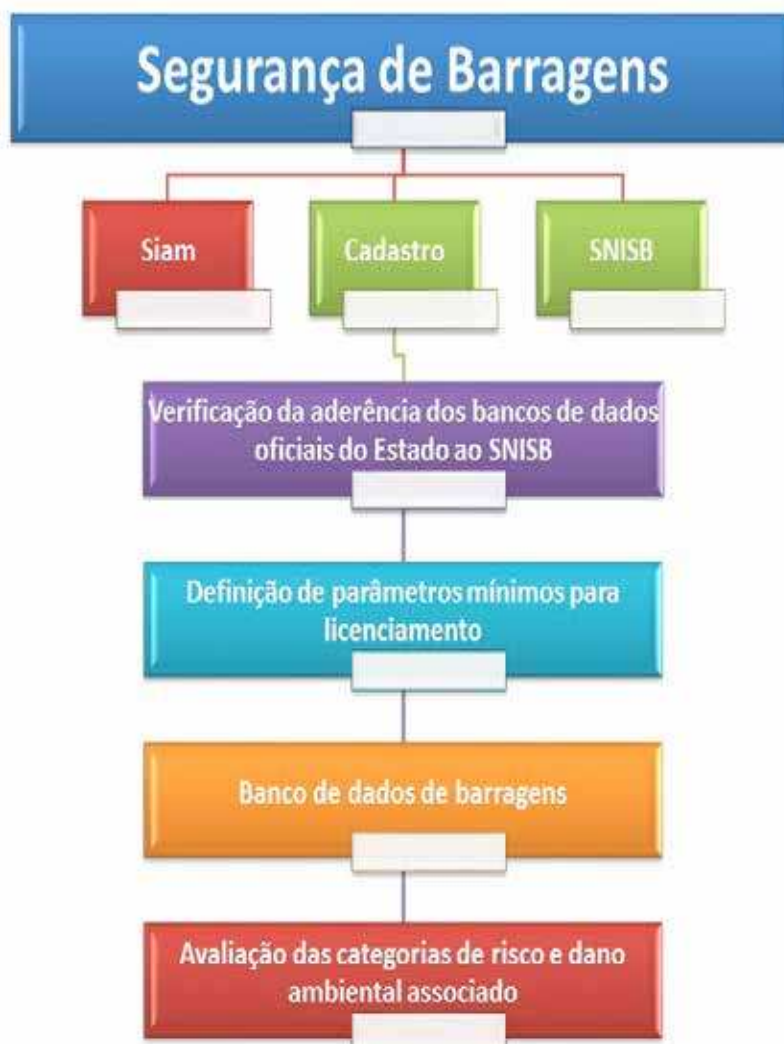 Segurança de Barragens
Siam
Cadastro
SNISB
Verificação da aderência dos bancos de dados
oficiais do Estado ao SNISB
Definição de parâmetros mínimos para
licenciamento
Banco de dados de barragens
Avaliação das categorias de risco e dano
ambiental associado